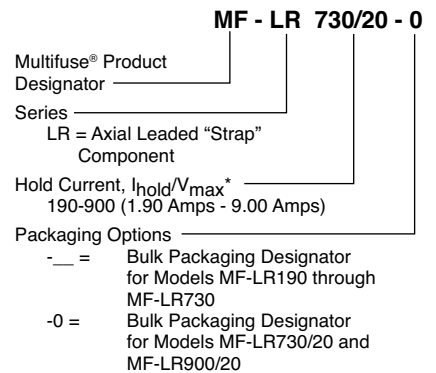 MF - LR 730/20 - 0
Multifuse® Product
Designator
Series
LR = Axial Leaded “Strap”
Component
Hold Current, Ihold/Vmax*
190-900 (1.90 Amps - 9.00 Amps)
Packaging Options
-__ = Bulk Packaging Designator
for Models MF-LR190 through
MF-LR730
-0 = Bulk Packaging Designator
for Models MF-LR730/20 and
MF-LR900/20